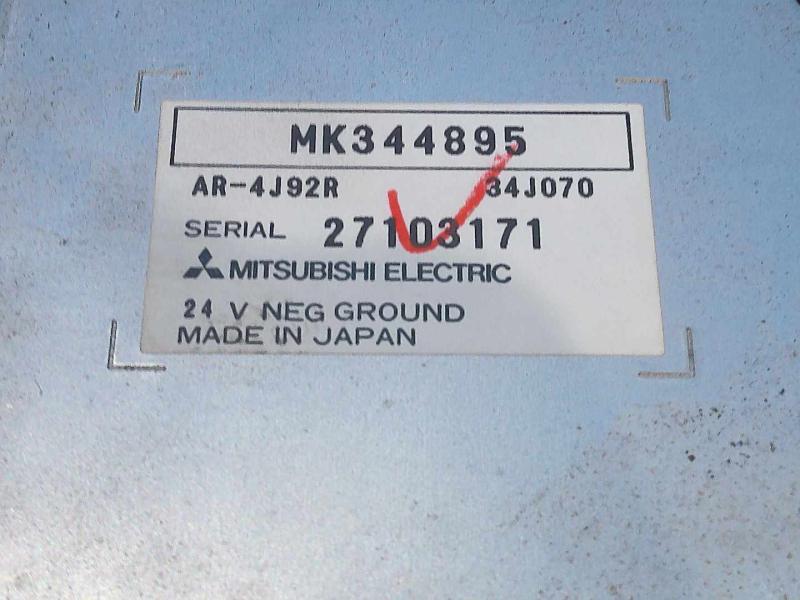 MK344895
AR-4J92R 34J070
SERIAL 27103171
MITSUBISHI ELECTRIC
24 V NEG GROUND
MADE IN JAPAN